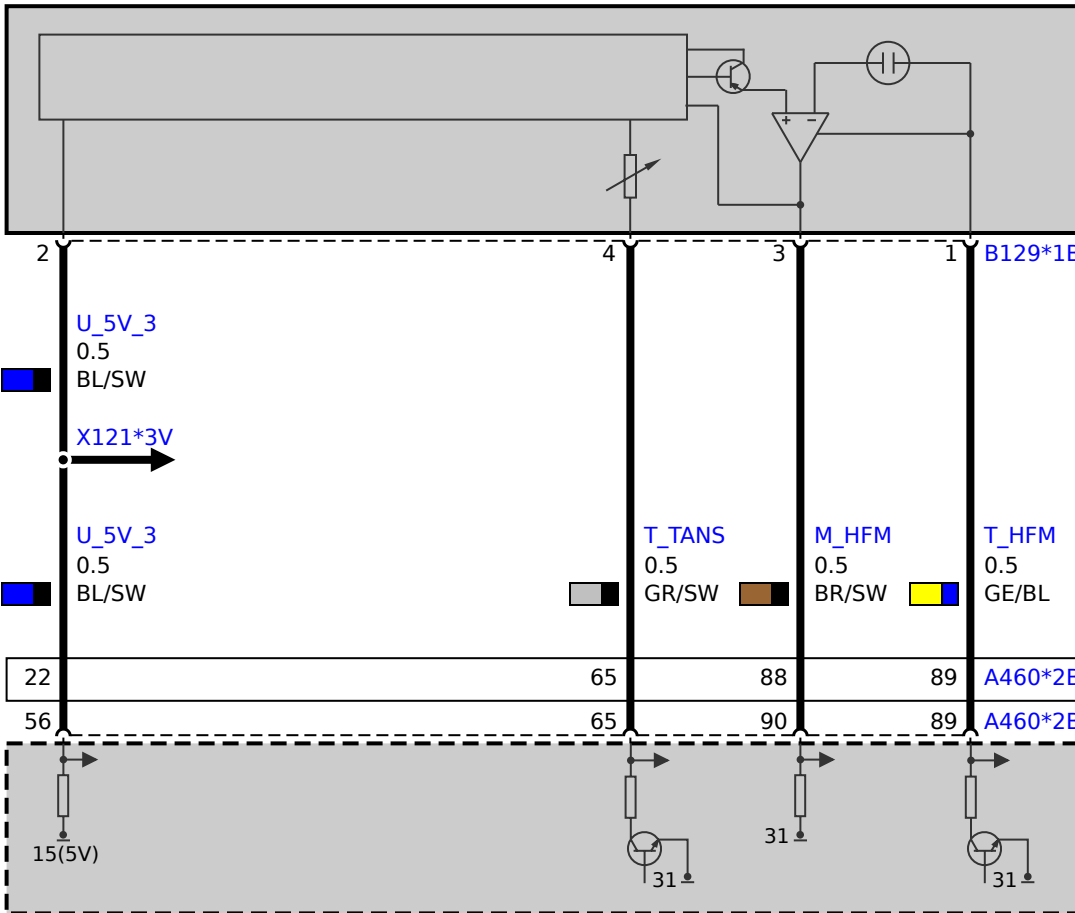 + −
2 4 3 1 B129*1B
U_5V_3
0.5
BL/SW
X121*3V
U_5V_3 T_TANS M_HFM T_HFM
0.5 0.5 0.5 0.5
BL/SW GR/SW BR/SW GE/BL
22 65 88 89 A460*2B
56 65 90 89 A460*2B
15(5V) 31 31 31